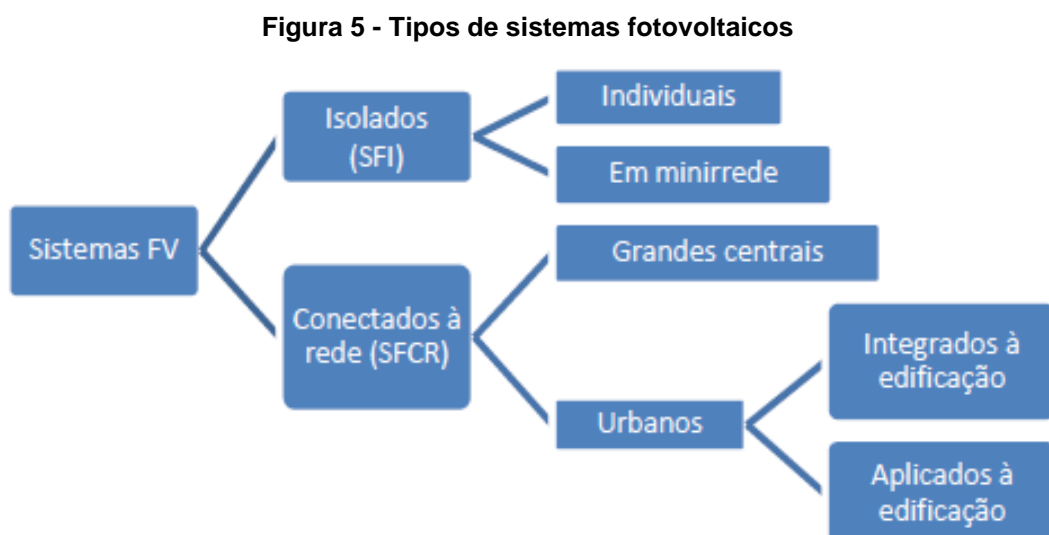 Figura 5 - Tipos de sistemas fotovoltaicos
Sistemas FV
Isolados
(SFI)
Individuais
Em minirrede
Conectados à
rede (SFCR)
Grandes centrais
Urbanos
Integrados à
edificação
Aplicados à
edificação